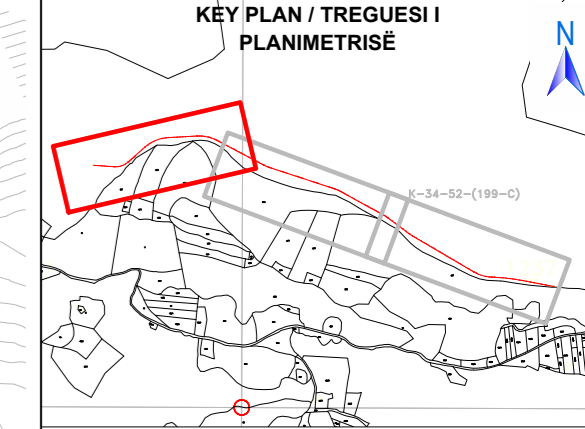 KEY PLAN / TREGUESI I
PLANIMETRISË
N
K-34-52-(199-C)